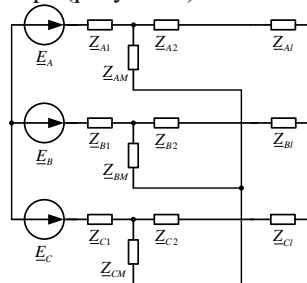 E_A Z_A1 Z_A2 Z_Al
Z_AM
E_B Z_B1 Z_B2 Z_Bl
Z_BM
E_C Z_C1 Z_C2 Z_Cl
Z_CM